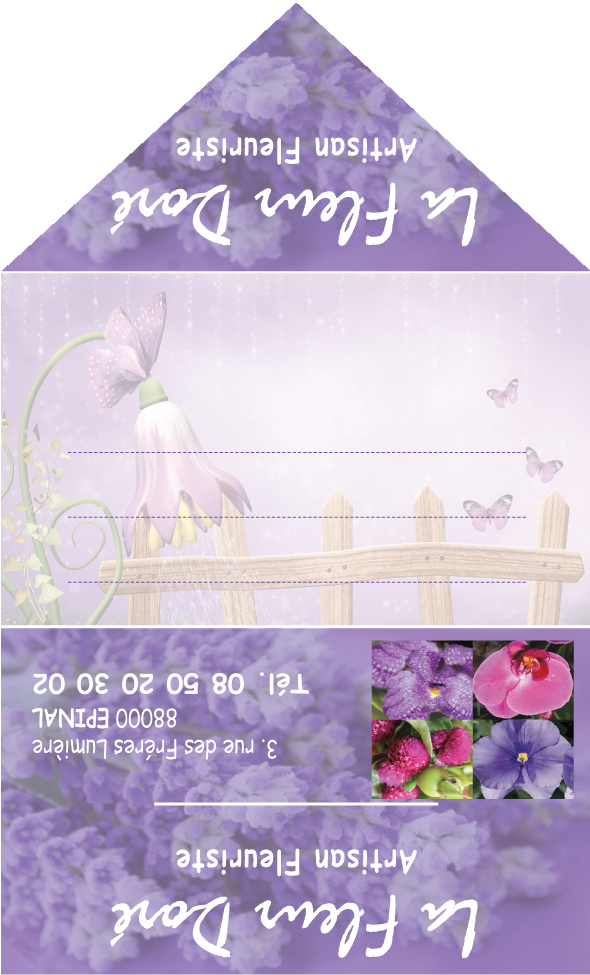 La Fleur Doré
Artisan Fleuriste
La Fleur Doré
Artisan Fleuriste
3. rue des Fréres Lumière
88000 EPINAL
Tél. 08 50 20 30 02